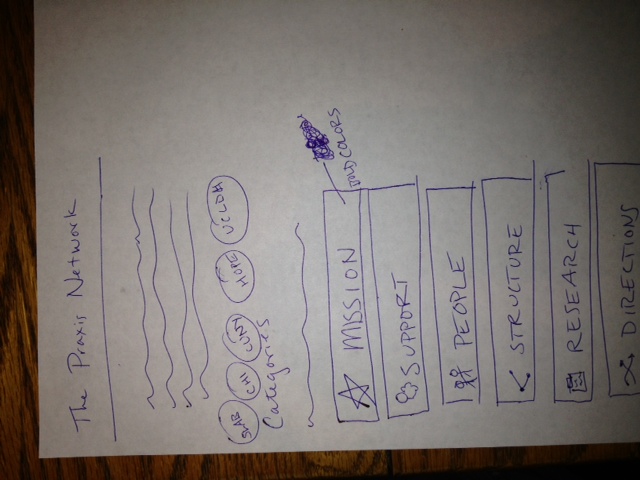 The Praxis Network
SLAB CHI CUNY HOPE UCLDH
Categories
MISSION
BOLD COLORS
SUPPORT
PEOPLE
STRUCTURE
RESEARCH
DIRECTIONS